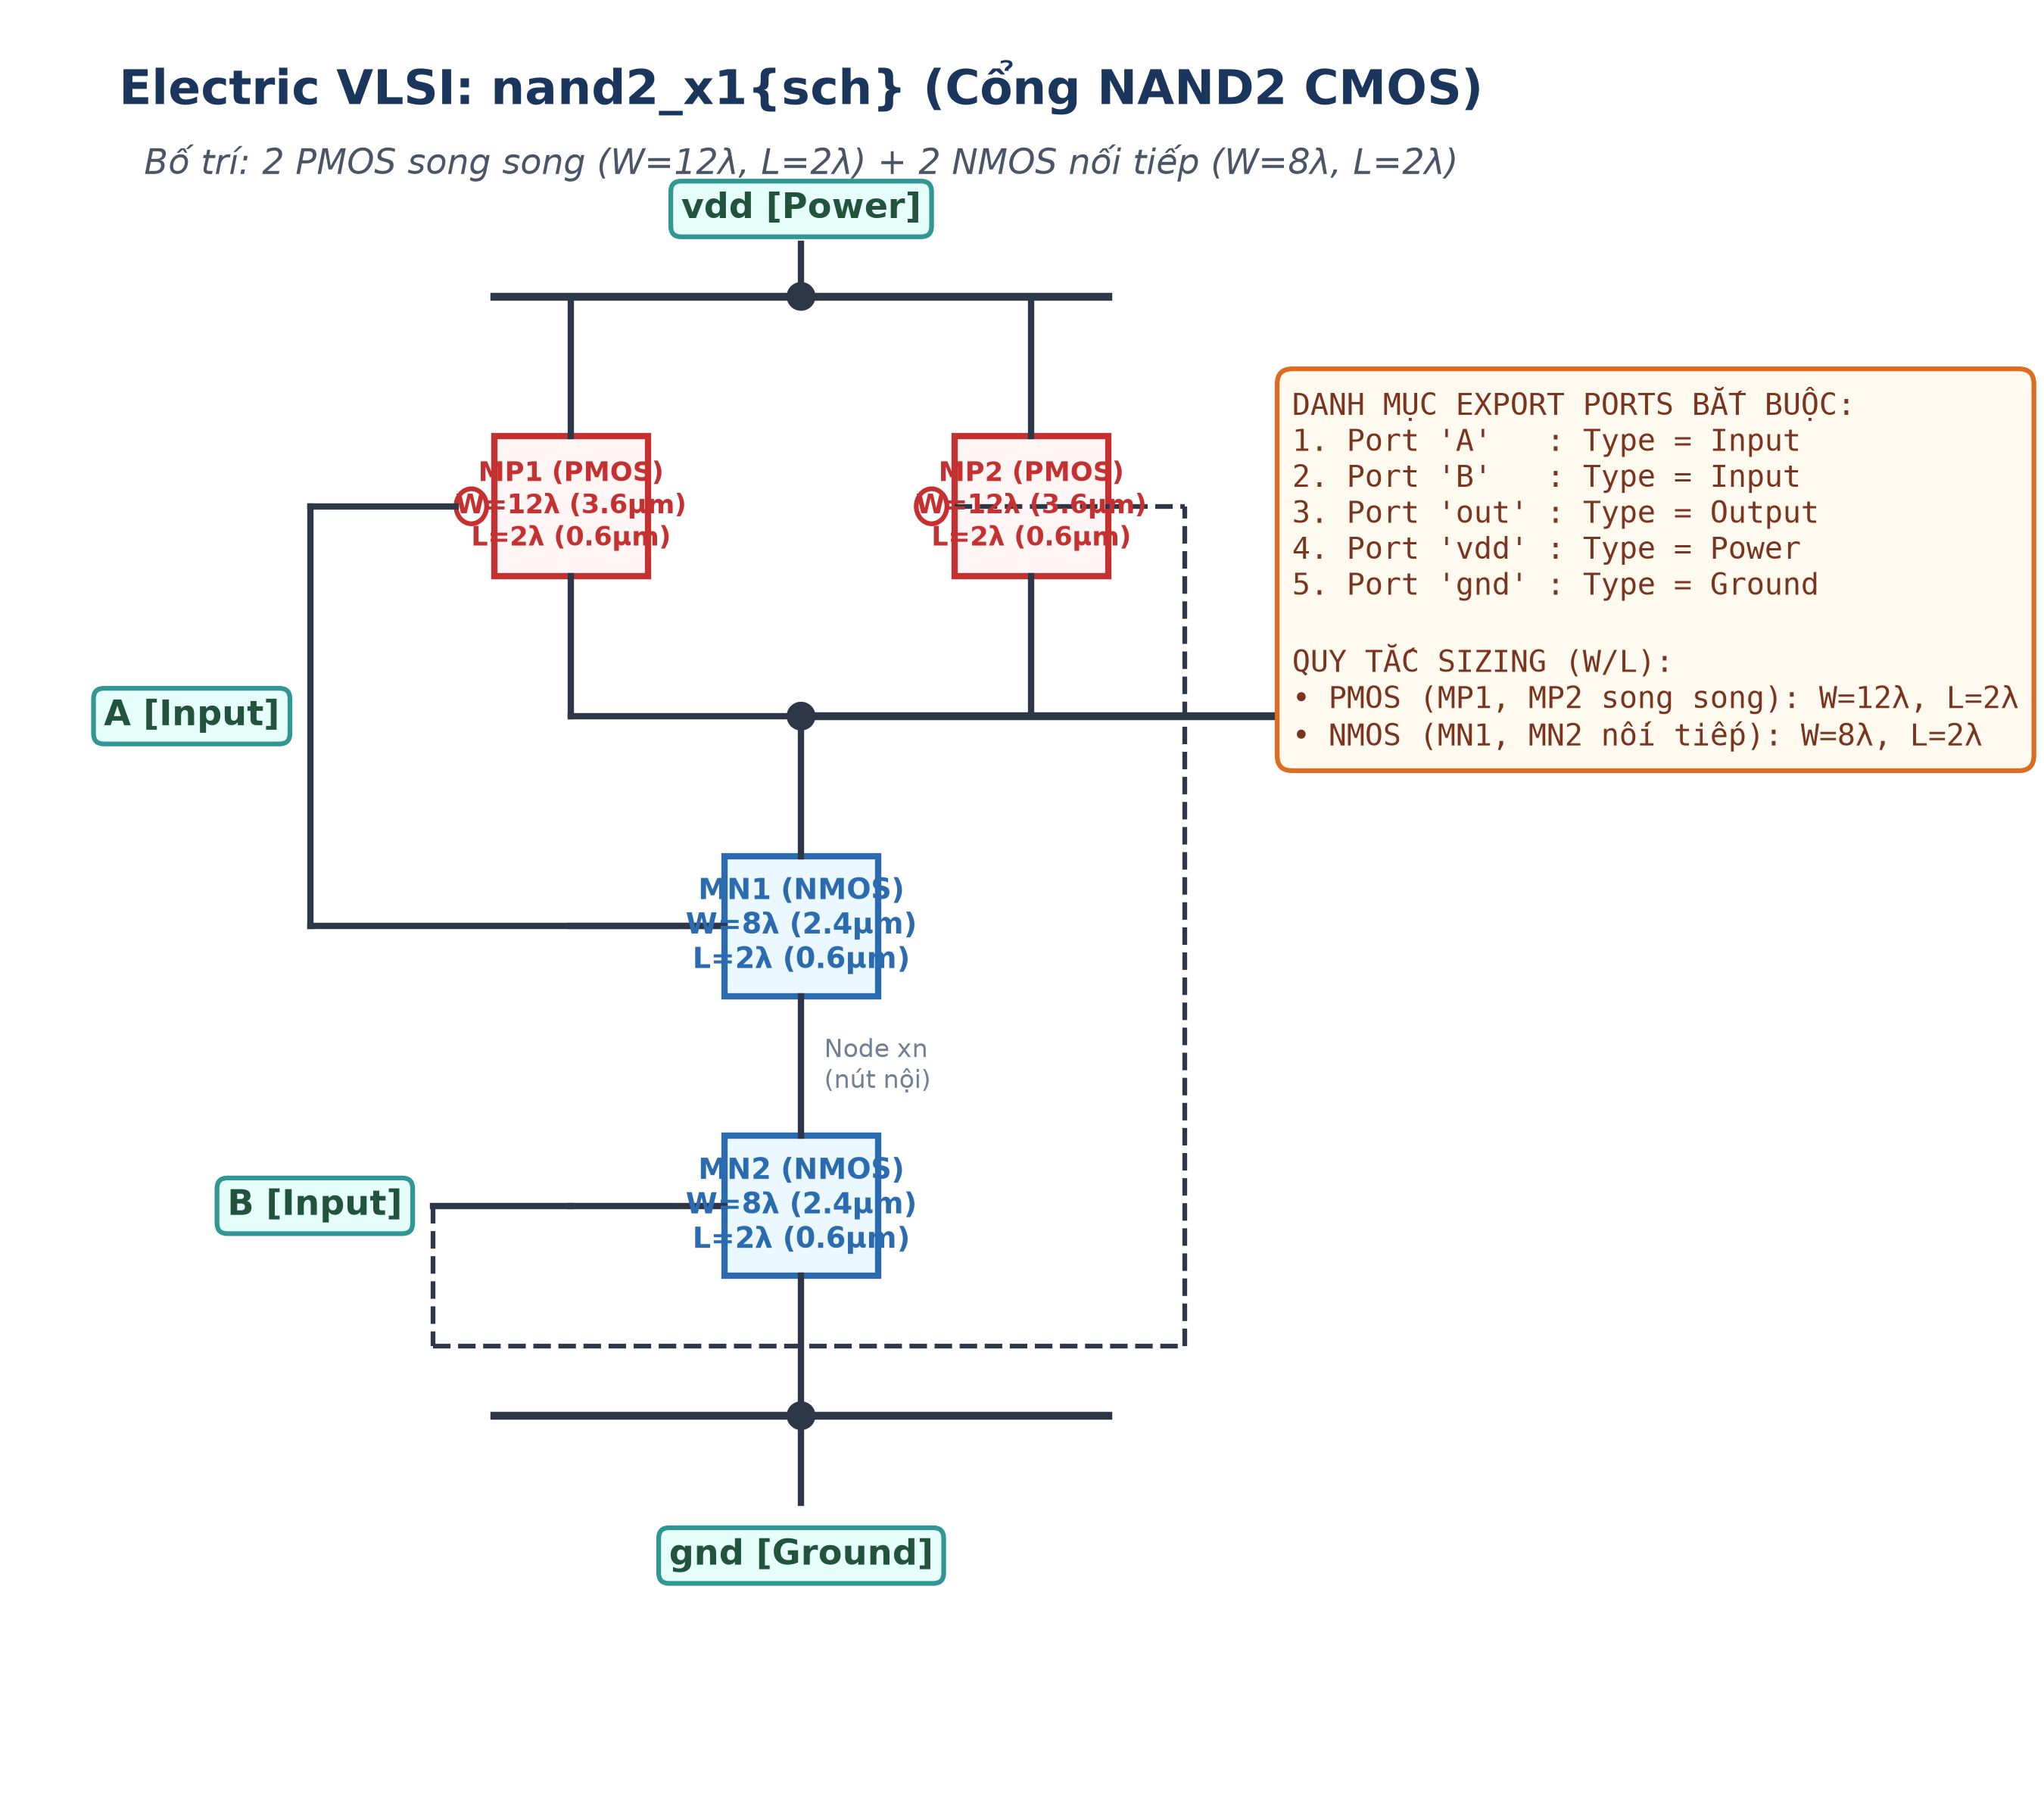 Electric VLSI: nand2_x1{sch} (Cổng NAND2 CMOS)
Bố trí: 2 PMOS song song (W=12λ, L=2λ) + 2 NMOS nối tiếp (W=8λ, L=2λ)
vdd [Power]
MP1 (PMOS)
W=12λ (3.6μm)
L=2λ (0.6μm)
MP2 (PMOS)
W=12λ (3.6μm)
L=2λ (0.6μm)
DANH MỤC EXPORT PORTS BẮT BUỘC:
1. Port 'A'   : Type = Input
2. Port 'B'   : Type = Input
3. Port 'out' : Type = Output
4. Port 'vdd' : Type = Power
5. Port 'gnd' : Type = Ground
QUY TẮC SIZING (W/L):
• PMOS (MP1, MP2 song song): W=12λ, L=2λ
• NMOS (MN1, MN2 nối tiếp): W=8λ, L=2λ
A [Input]
MN1 (NMOS)
W=8λ (2.4μm)
L=2λ (0.6μm)
Node xn
(nút nội)
B [Input]
MN2 (NMOS)
W=8λ (2.4μm)
L=2λ (0.6μm)
gnd [Ground]